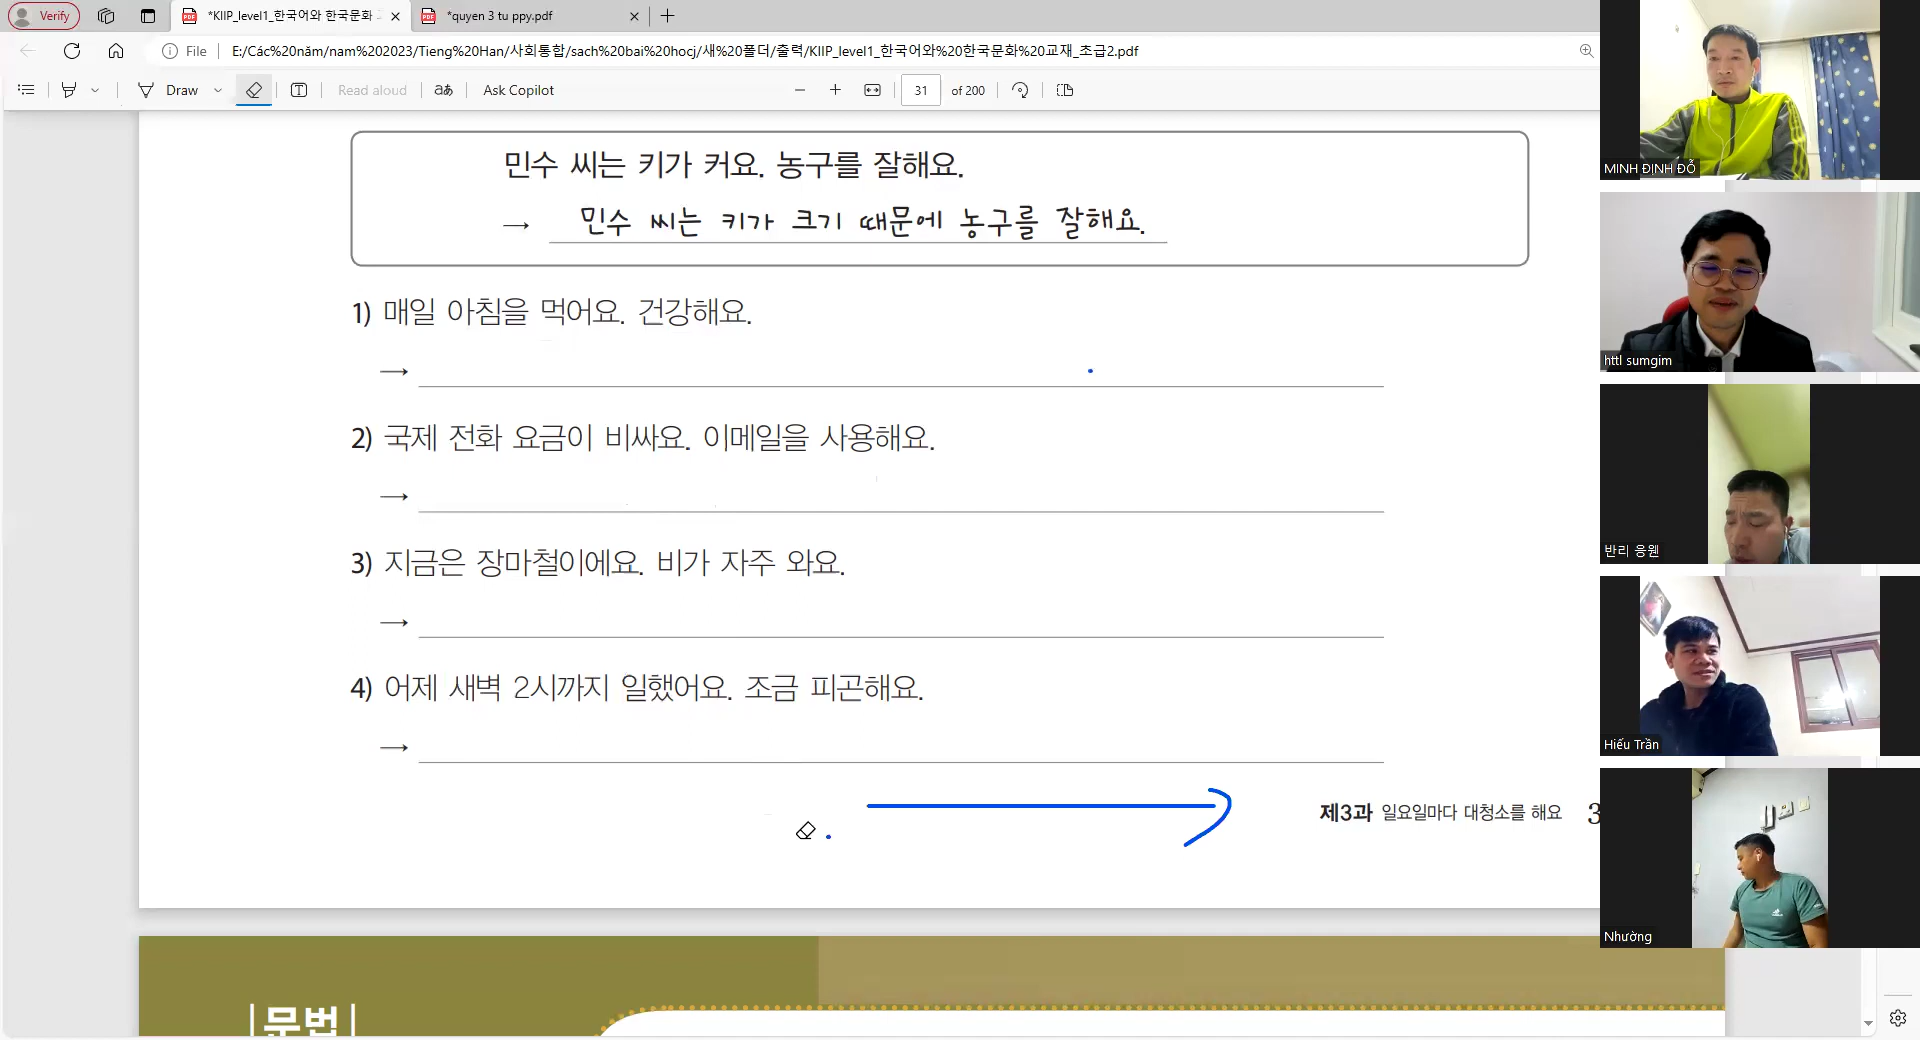 Verify
*KIIP_level1_한국어와 한국문화
*quyen 3 tu ppy.pdf
File
E:/Các%20năm/nam%202023/Tieng%20Han/사회통합/sach%20bai%20hocj/새%20폴더/출력/KIIP_level1_한국어와%20한국문화%20교재_초급2.pdf
Draw
Read aloud
aあ
Ask Copilot
31
of 200
민수 씨는 키가 커요. 농구를 잘해요.
→ 민수 씨는 키가 크기 때문에 농구를 잘해요.
1) 매일 아침을 먹어요. 건강해요.
→
2) 국제 전화 요금이 비싸요. 이메일을 사용해요.
→
3) 지금은 장마철이에요. 비가 자주 와요.
→
4) 어제 새벽 2시까지 일했어요. 조금 피곤해요.
→
제3과 일요일마다 대청소를 해요 3
|문법|
MINH ĐỊNH ĐỖ
httl sumgim
반리 응웬
Hiếu Trần
Nhường